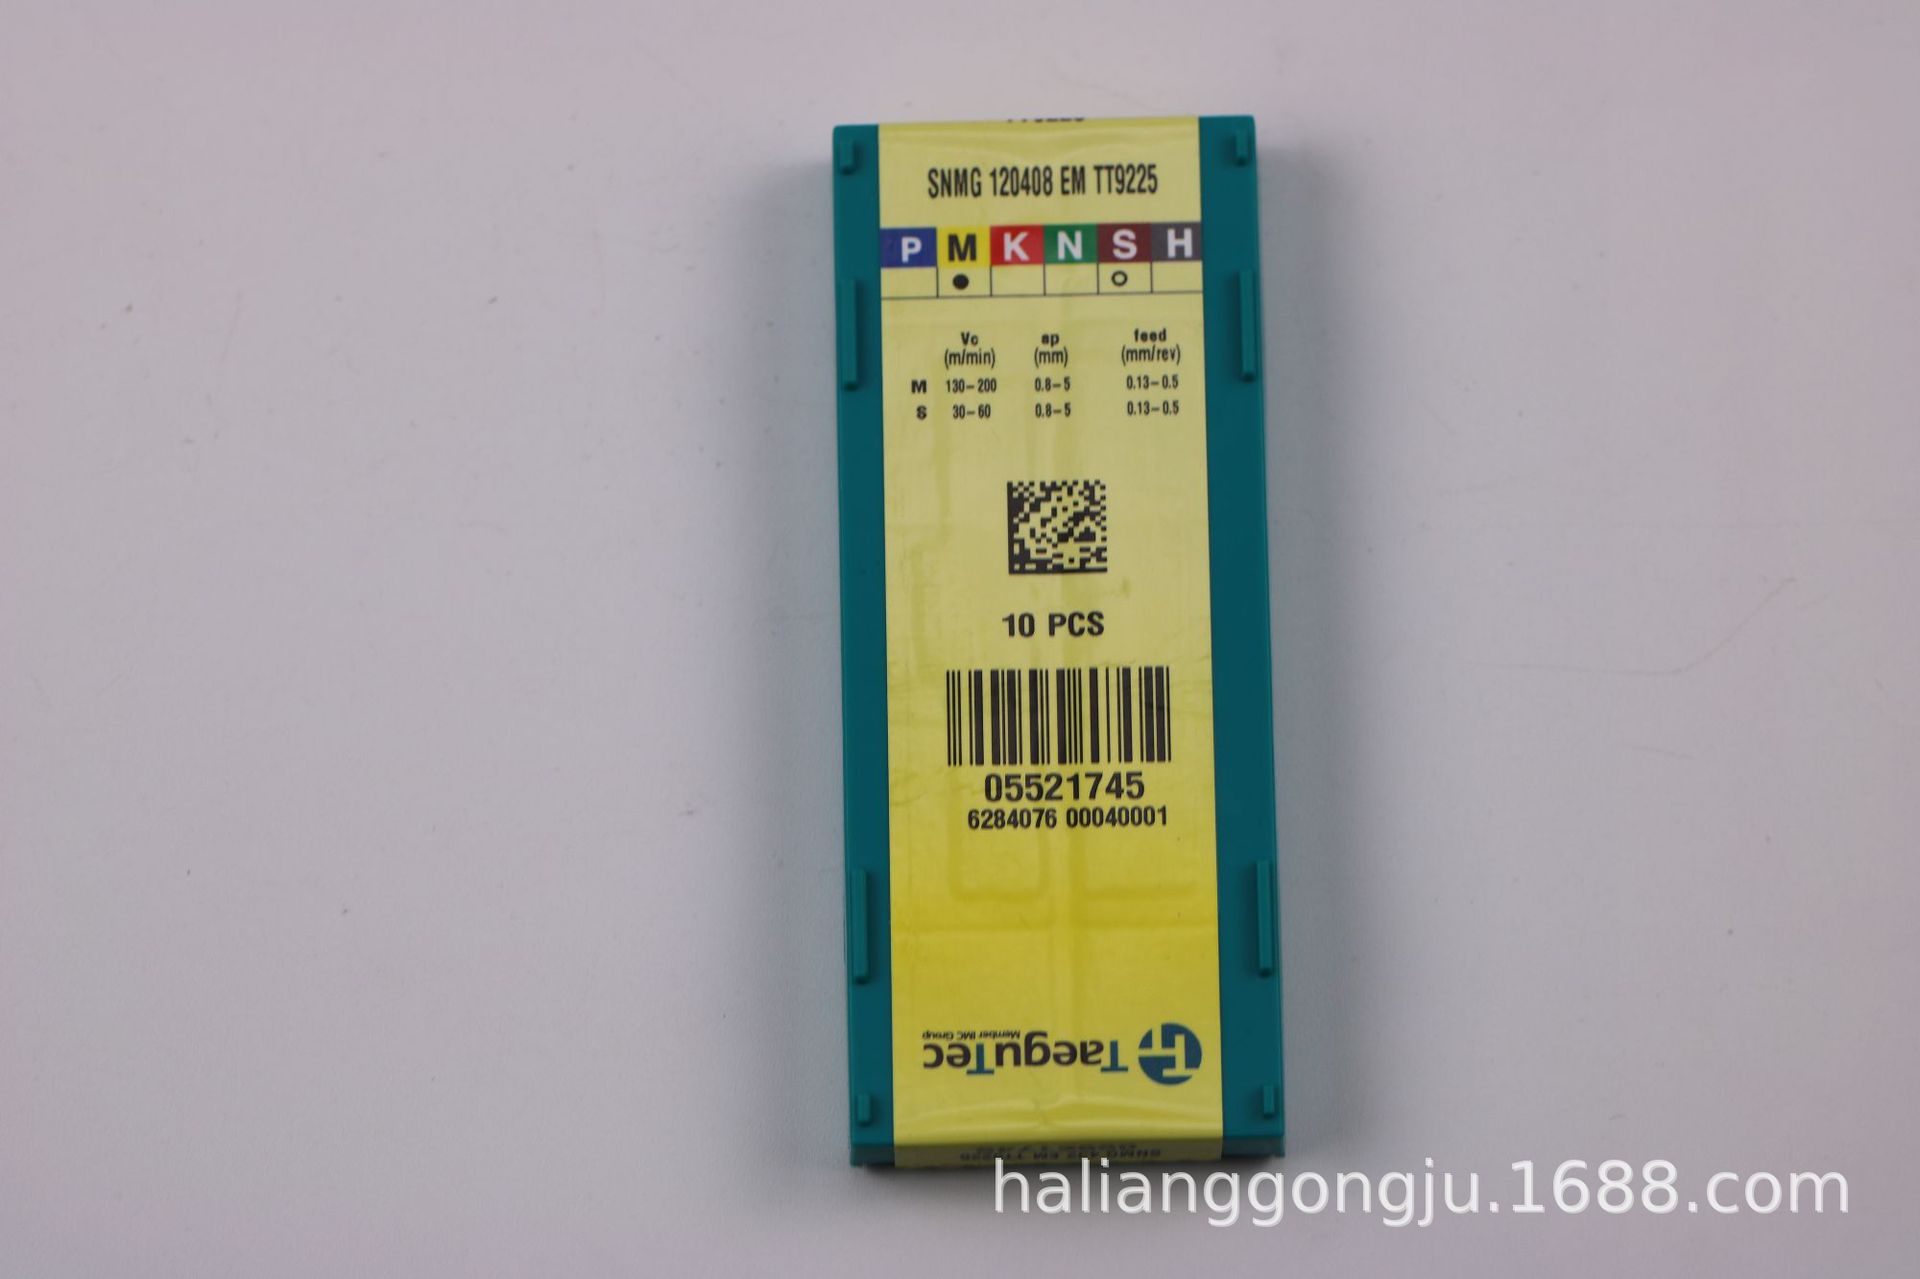 SNMG 120408 EM TT9225
P M K N S H
Vc ap feed
(m/min) (mm) (mm/rev)
M 130-200 0.8-5 0.13-0.5
S 30-60 0.8-5 0.13-0.5
10 PCS
05521745
6284076 00040001
TaeguTec
Member IMC Group
halianggongju.1688.com